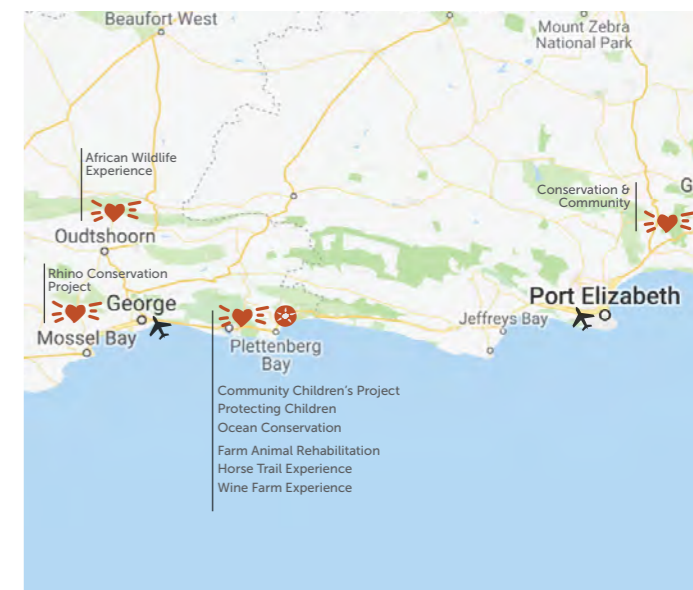 Beaufort West
Mount Zebra
National Park
African Wildlife
Experience
Conservation &
Community
G
Oudtshoorn
Rhino Conservation
Project
George
Port Elizabeth
Mossel Bay
Jeffreys Bay
Plettenberg
Bay
Community Children's Project
Protecting Children
Ocean Conservation
Farm Animal Rehabilitation
Horse Trail Experience
Wine Farm Experience